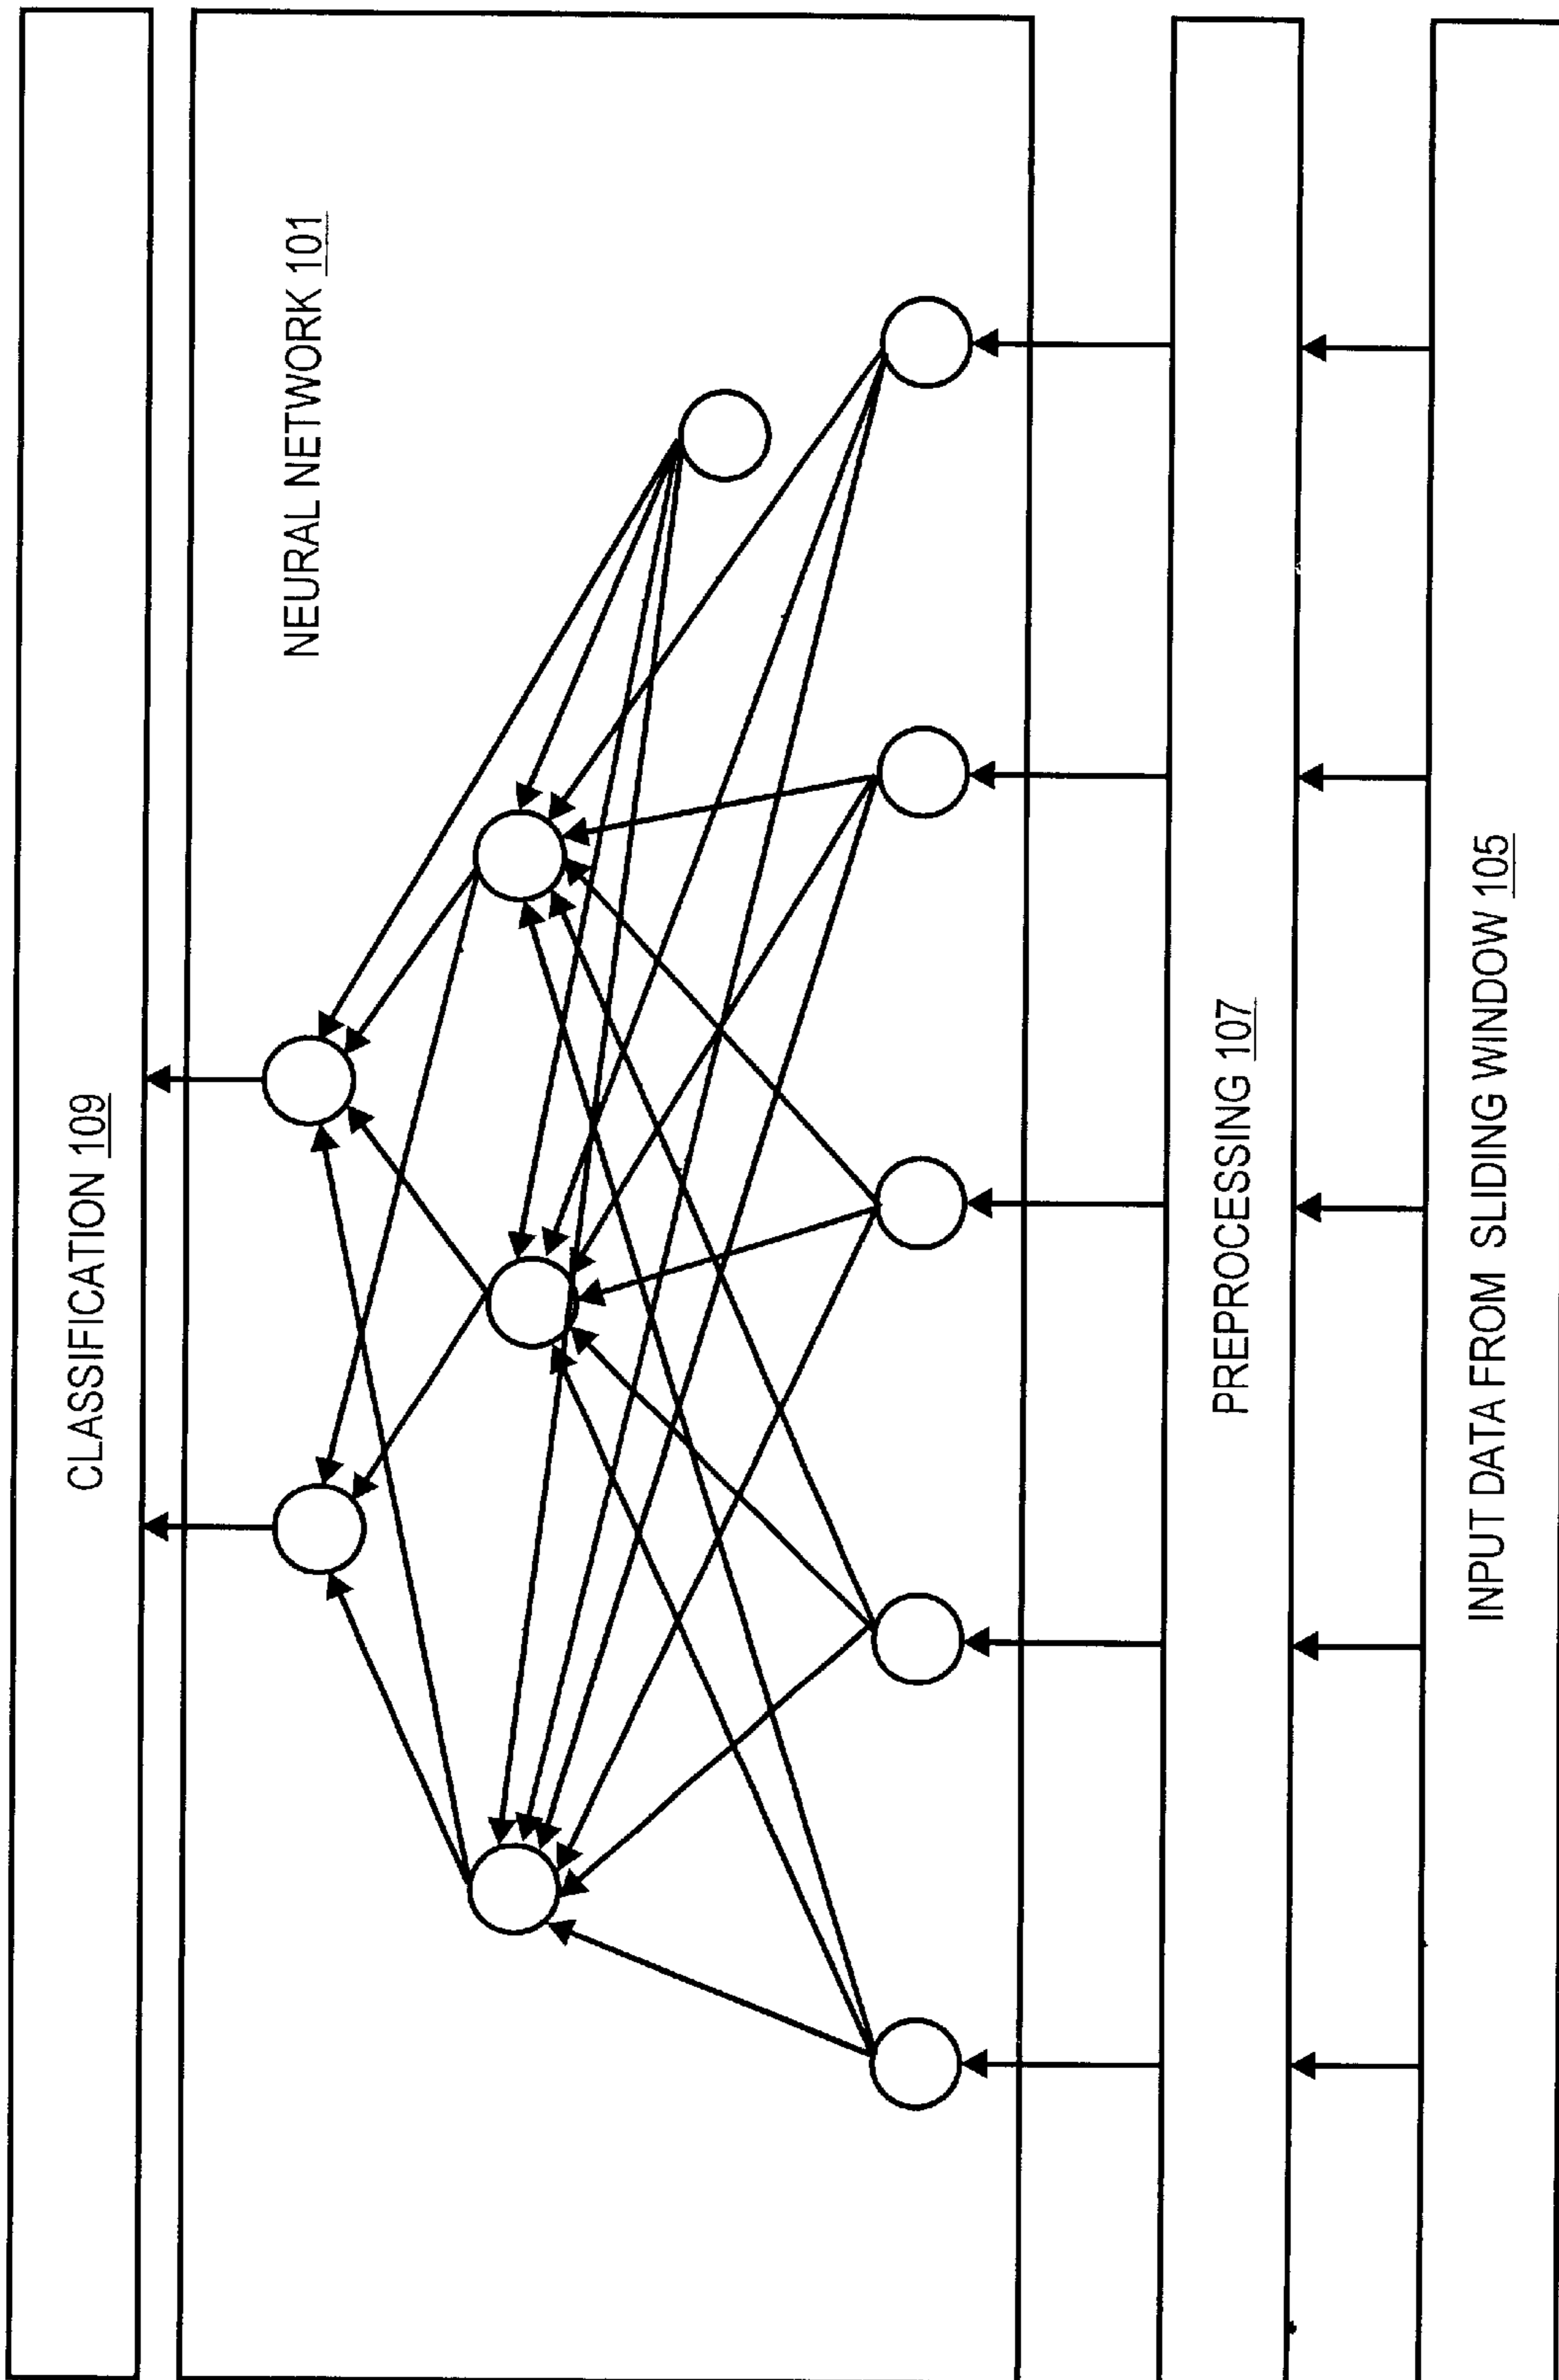 CLASSIFICATION 109
NEURAL NETWORK 101
PREPROCESSING 107
INPUT DATA FROM SLIDING WINDOW 105